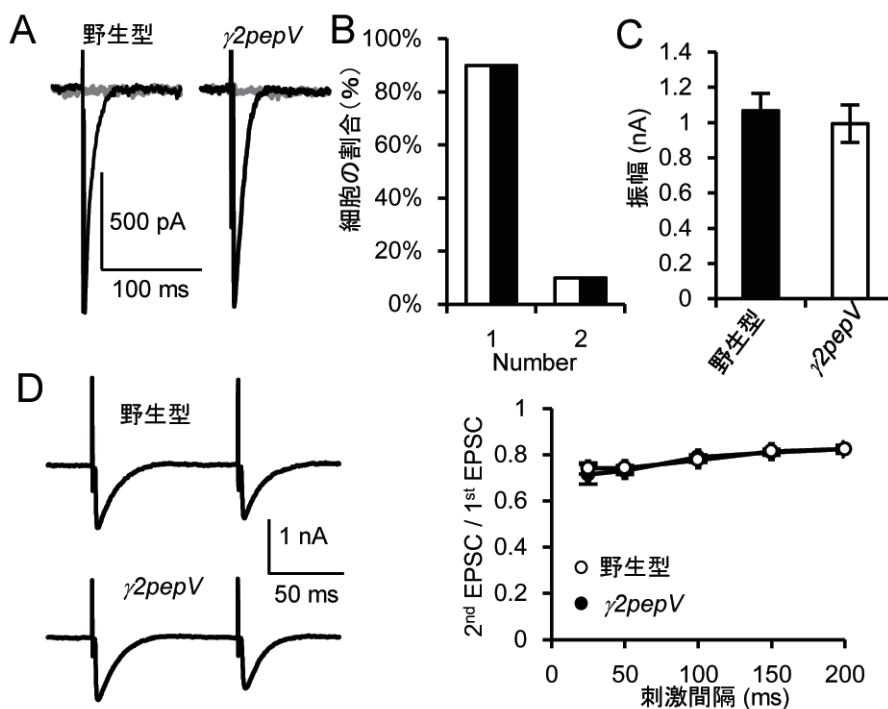 A
野生型
γ2pepV
500 pA
100 ms
B
100%
80%
60%
40%
20%
0%
細胞の割合(%)
1
2
Number
C
1.4
1.2
1
0.8
0.6
0.4
0.2
0
振幅 (nA)
野生型
γ2pepV
D
野生型
1 nA
50 ms
γ2pepV
1
0.8
0.6
0.4
0.2
0
2nd EPSC / 1st EPSC
野生型
γ2pepV
0
50
100
150
200
刺激間隔 (ms)